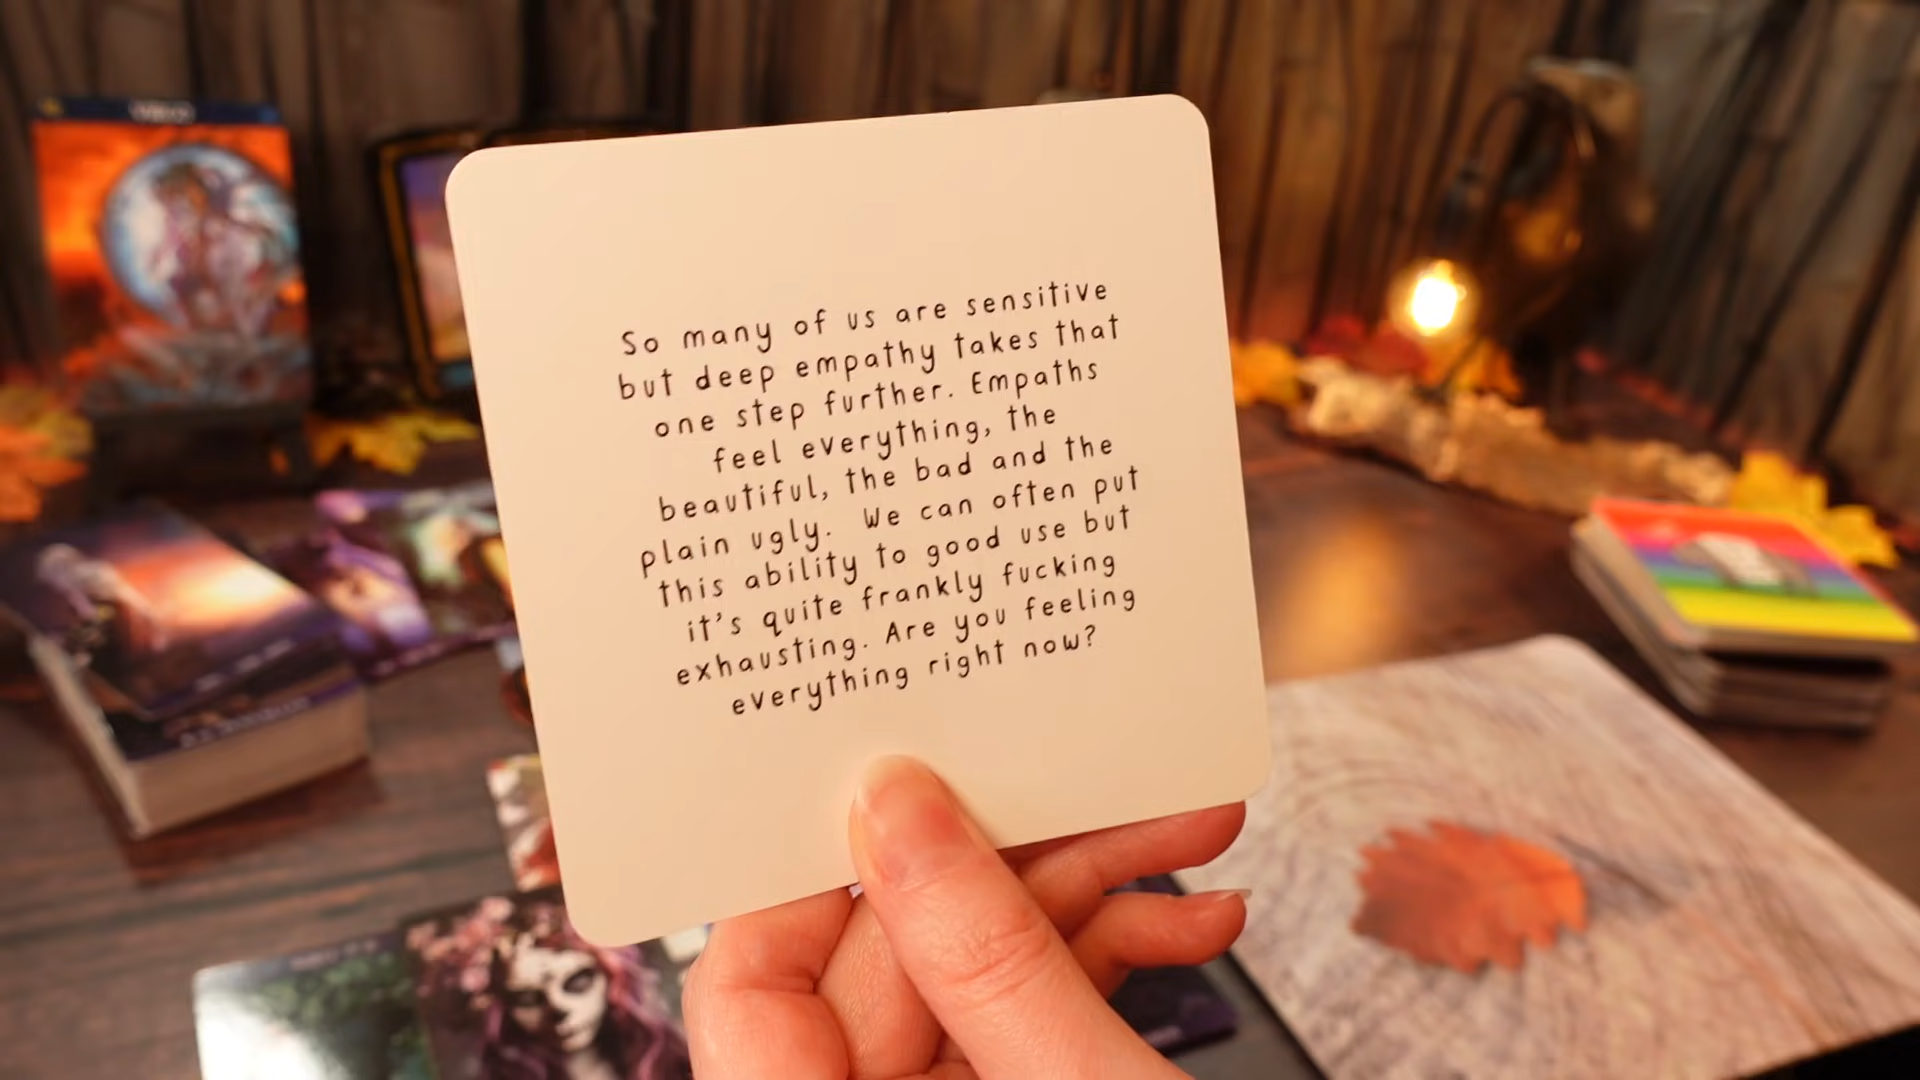 So many of us are sensitive
but deep empathy takes that
one step further. Empaths
feel everything, the
beautiful, the bad and the
plain ugly. We can often put
this ability to good use but
it's quite frankly fucking
exhausting. Are you feeling
everything right now?